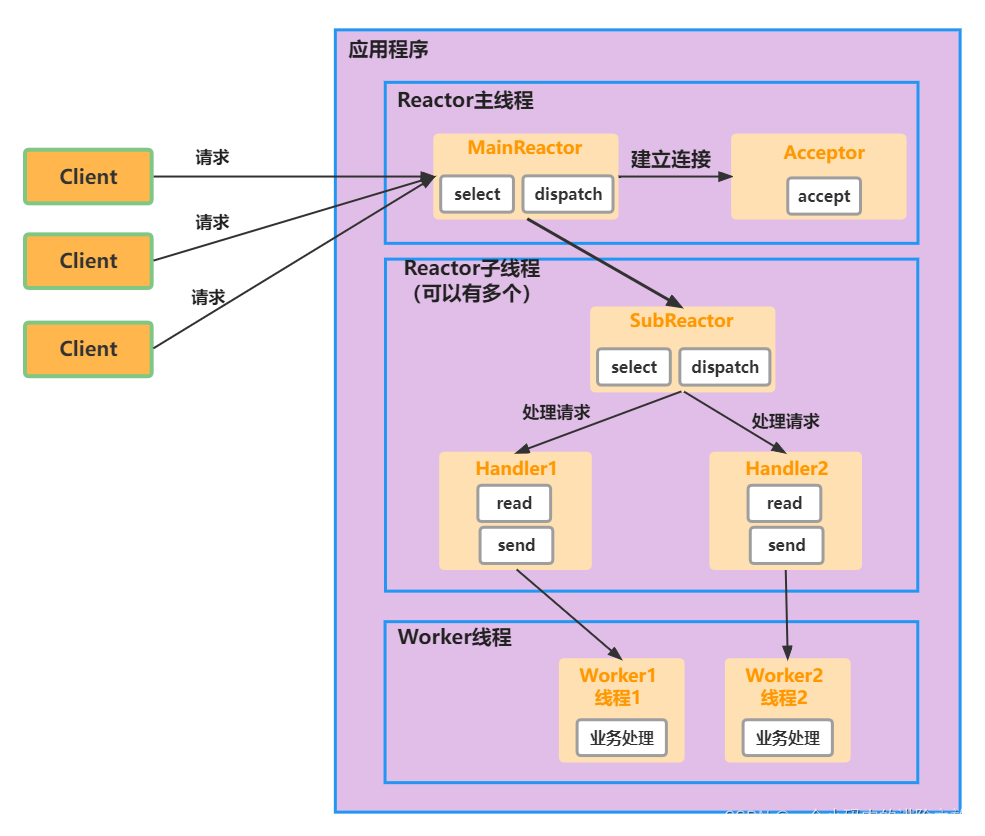 应用程序
Reactor主线程
MainReactor
select
dispatch
建立连接
Acceptor
accept
Client
请求
Client
请求
Client
请求
Reactor子线程
（可以有多个）
SubReactor
select
dispatch
处理请求
处理请求
Handler1
read
send
Handler2
read
send
Worker线程
Worker1
线程1
业务处理
Worker2
线程2
业务处理